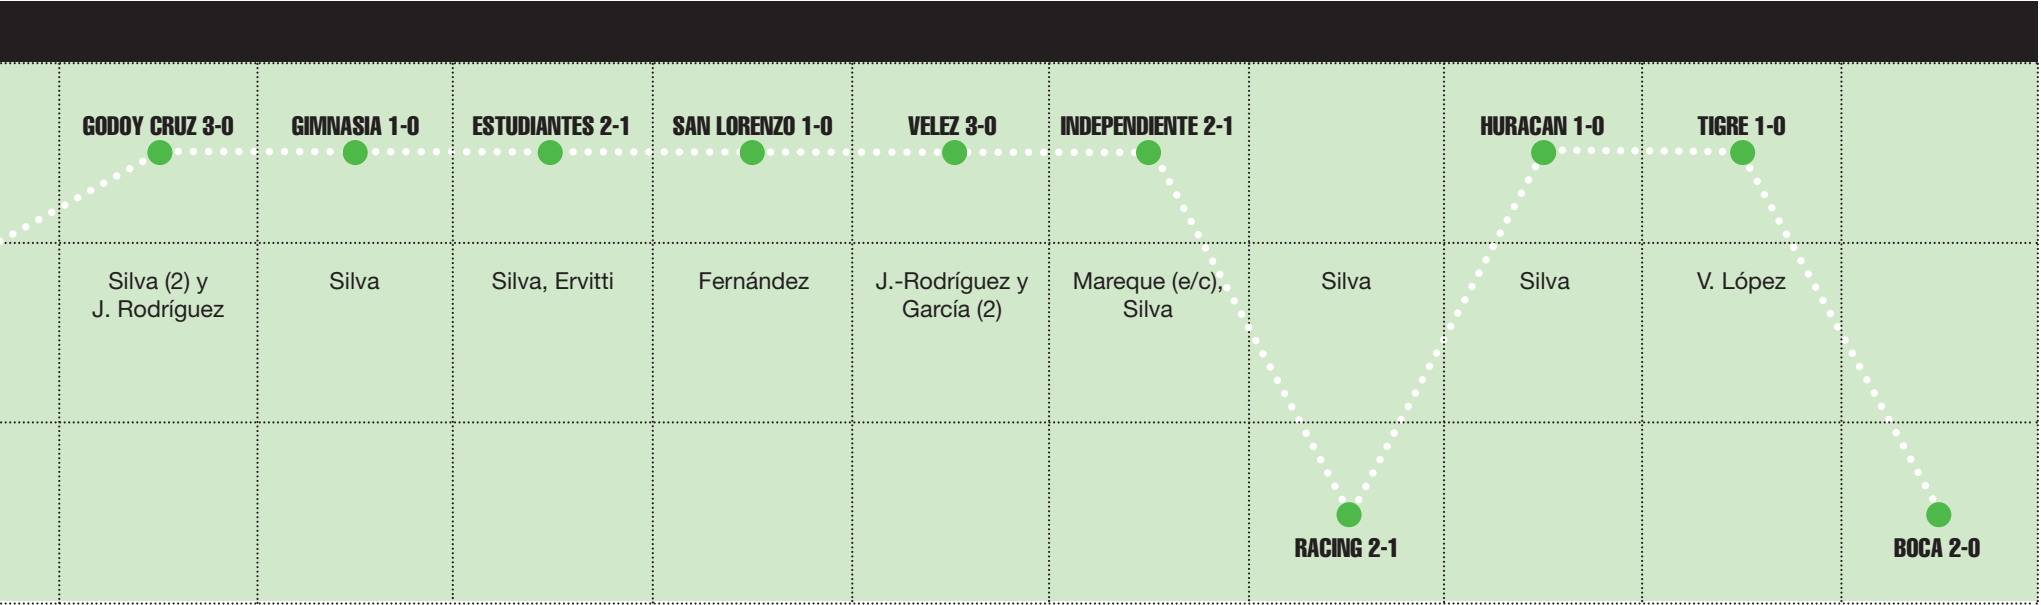 GODOY CRUZ 3-0
GIMNASIA 1-0
ESTUDIANTES 2-1
SAN LORENZO 1-0
VELEZ 3-0
INDEPENDIENTE 2-1
HURACAN 1-0
TIGRE 1-0
Silva (2) y
J. Rodríguez
Silva
Silva, Ervitti
Fernández
J.-Rodríguez y
García (2)
Mareque (e/c),
Silva
Silva
Silva
V. López
RACING 2-1
BOCA 2-0